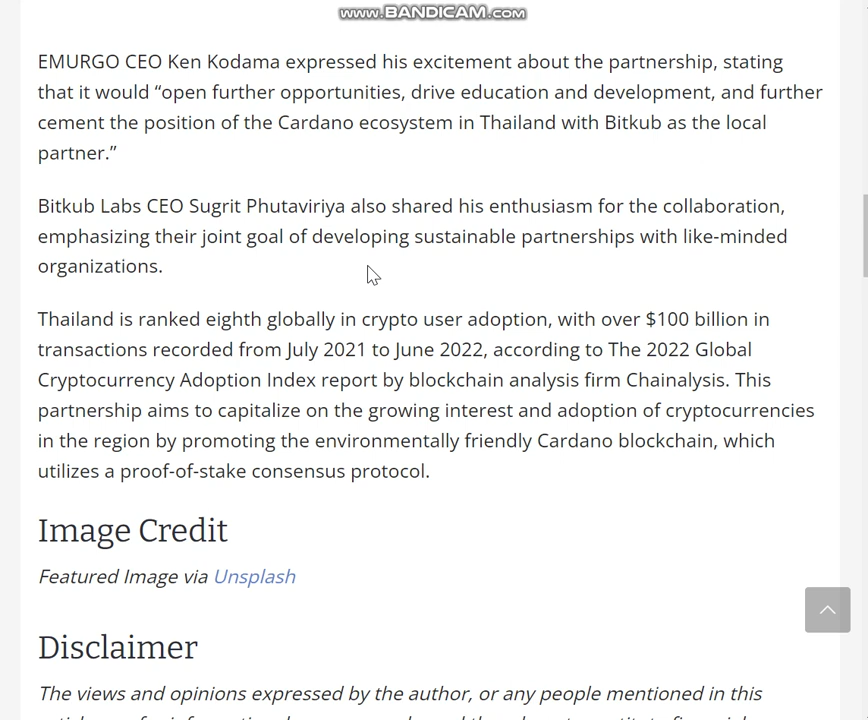 www.BANDICAM.com
EMURGO CEO Ken Kodama expressed his excitement about the partnership, stating
that it would “open further opportunities, drive education and development, and further
cement the position of the Cardano ecosystem in Thailand with Bitkub as the local
partner.”
Bitkub Labs CEO Sugrit Phutaviriya also shared his enthusiasm for the collaboration,
emphasizing their joint goal of developing sustainable partnerships with like-minded
organizations.
Thailand is ranked eighth globally in crypto user adoption, with over $100 billion in
transactions recorded from July 2021 to June 2022, according to The 2022 Global
Cryptocurrency Adoption Index report by blockchain analysis firm Chainalysis. This
partnership aims to capitalize on the growing interest and adoption of cryptocurrencies
in the region by promoting the environmentally friendly Cardano blockchain, which
utilizes a proof-of-stake consensus protocol.
Image Credit
Featured Image via Unsplash
Disclaimer
The views and opinions expressed by the author, or any people mentioned in this